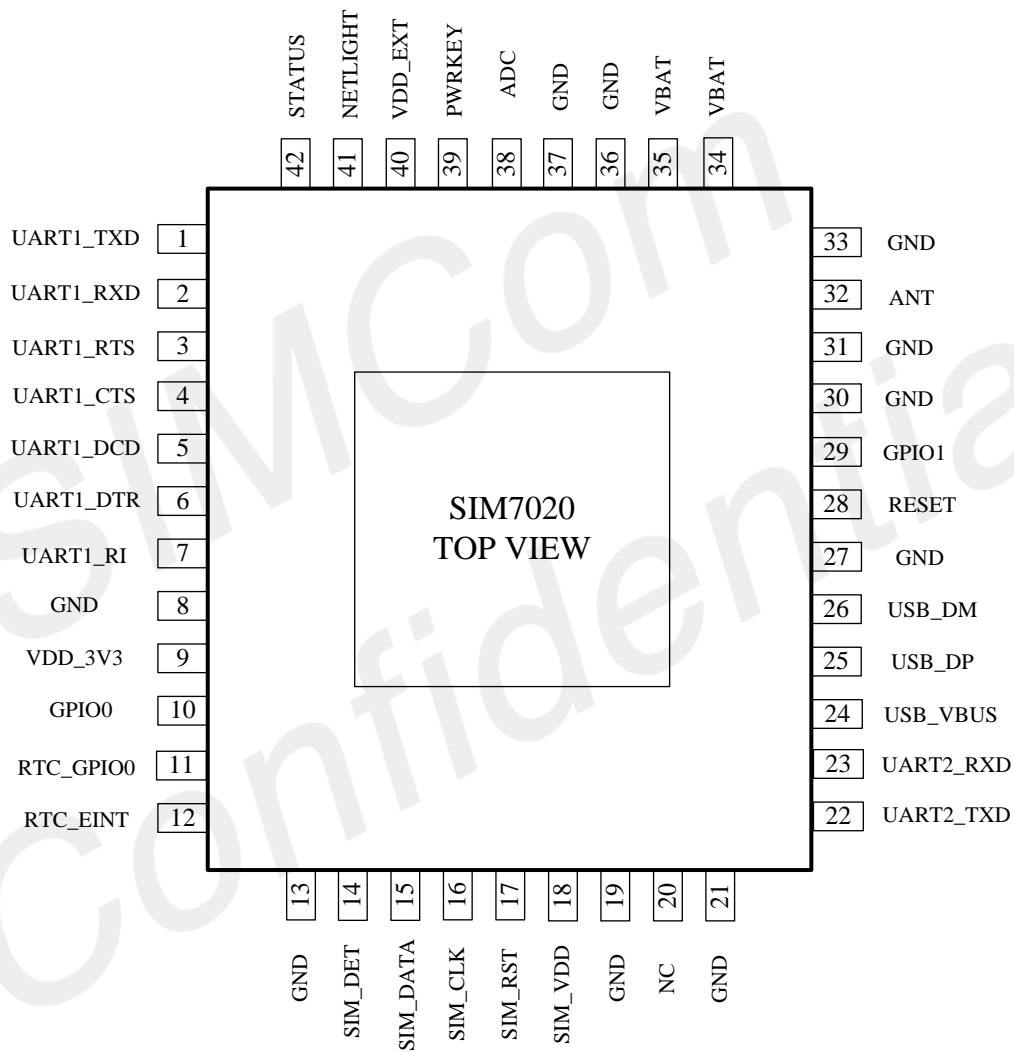 STATUS
NETLIGHT
VDD_EXT
PWRKEY
ADC
GND
GND
VBAT
VBAT
42
41
40
39
38
37
36
35
34
UART1_TXD 1
UART1_RXD 2
UART1_RTS 3
UART1_CTS 4
UART1_DCD 5
UART1_DTR 6
UART1_RI 7
GND 8
VDD_3V3 9
GPIO0 10
RTC_GPIO0 11
RTC_EINT 12
SIM7020
TOP VIEW
33 GND
32 ANT
31 GND
30 GND
29 GPIO1
28 RESET
27 GND
26 USB_DM
25 USB_DP
24 USB_VBUS
23 UART2_RXD
22 UART2_TXD
13
14
15
16
17
18
19
20
21
GND
SIM_DET
SIM_DATA
SIM_CLK
SIM_RST
SIM_VDD
GND
NC
GND
SIMCom
Confidentia